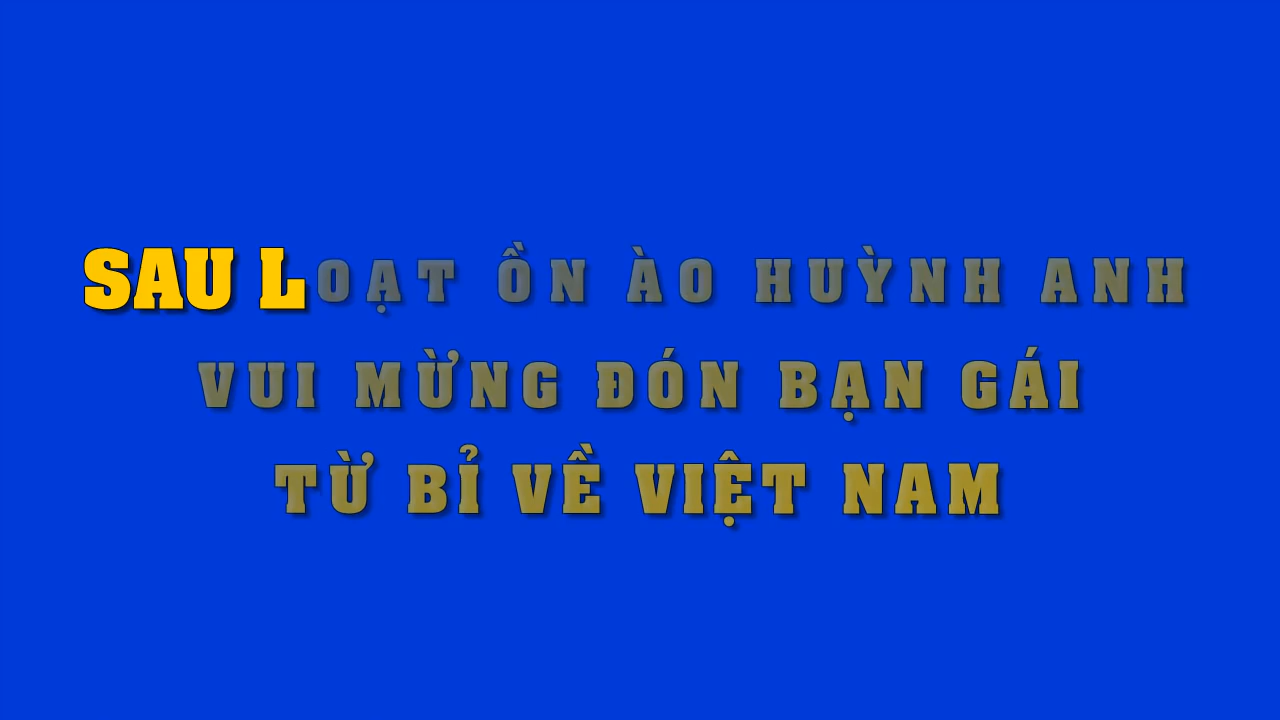 SAU LOẠT ỒN ÀO HUỲNH ANH
VUI MỪNG ĐÓN BẠN GÁI
TỪ BỈ VỀ VIỆT NAM